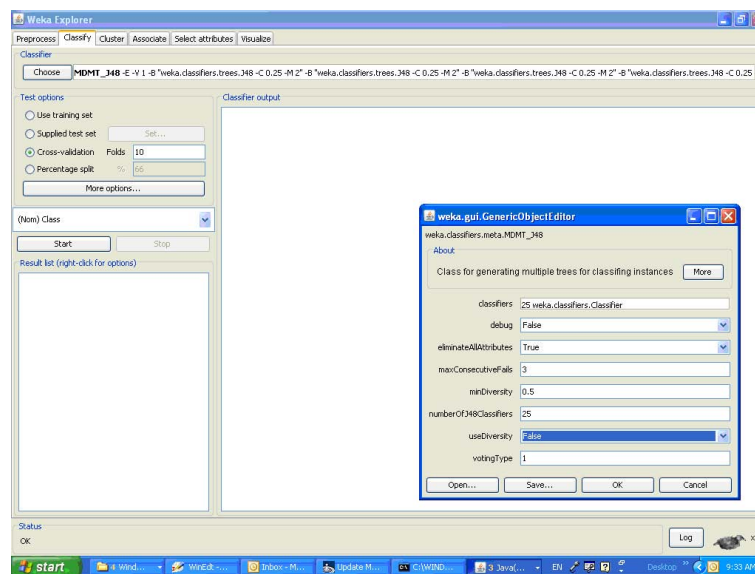 Weka Explorer
Preprocess Classify Cluster Associate Select attributes Visualize
Classifier
Choose MDMT_J48 -E -V 1 -B "weka.classifiers.trees.J48 -C 0.25 -M 2" -B "weka.classifiers.trees.J48 -C 0.25 -M 2" -B "weka.classifiers.trees.J48 -C 0.25 -M 2" -B "weka.classifiers.trees.J48 -C 0.25
Test options
Use training set
Supplied test set Set...
Cross-validation Folds 10
Percentage split % 66
More options...
(Nom) Class
Start Stop
Result list (right-click for options)
Classifier output
weka.gui.GenericObjectEditor
weka.classifiers.meta.MDMT_J48
About
Class for generating multiple trees for classifing instances More
classifiers 25 weka.classifiers.Classifier
debug False
eliminateAllAttributes True
maxConsecutiveFails 3
minDiversity 0.5
numberOfJ48Classifiers 25
useDiversity False
votingType 1
Open... Save... OK Cancel
Status
OK
Log x
start 4 Wind... WinEdt -... Inbox - M... Update M... C:\WIND... 3 Java(... EN Desktop 9:33 AM